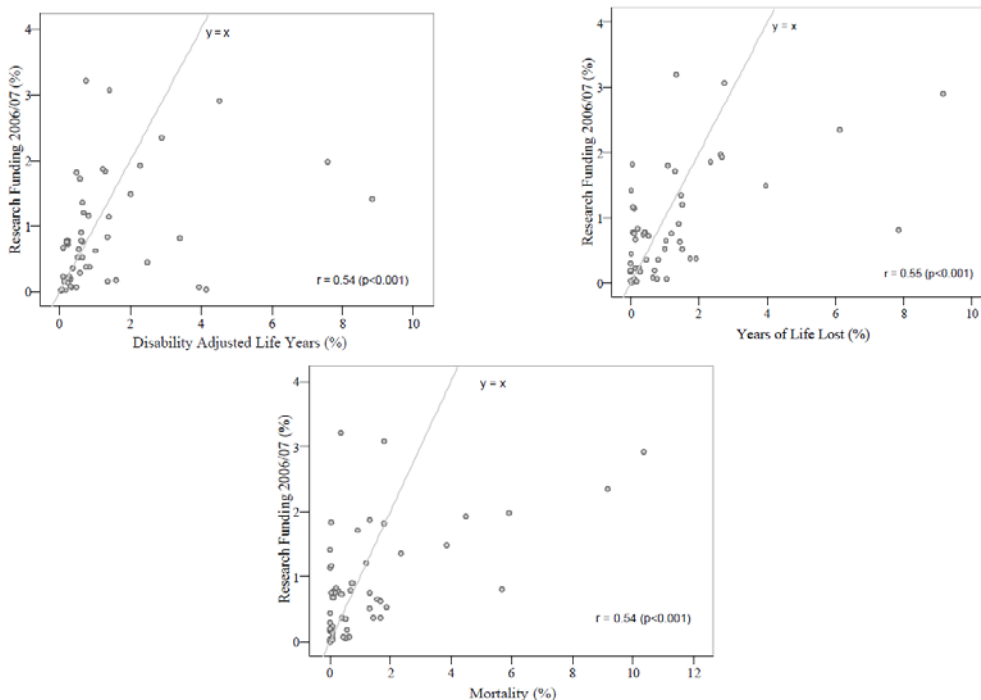 Research Funding 2006/07 (%)
4
3
2
1
0
y = x
r = 0.54 (p<0.001)
0 2 4 6 8 10
Disability Adjusted Life Years (%)
Research Funding 2006/07 (%)
4
3
2
1
0
y = x
r = 0.55 (p<0.001)
0 2 4 6 8 10
Years of Life Lost (%)
Research Funding 2006/07 (%)
4
3
2
1
0
y = x
r = 0.54 (p<0.001)
0 2 4 6 8 10 12
Mortality (%)